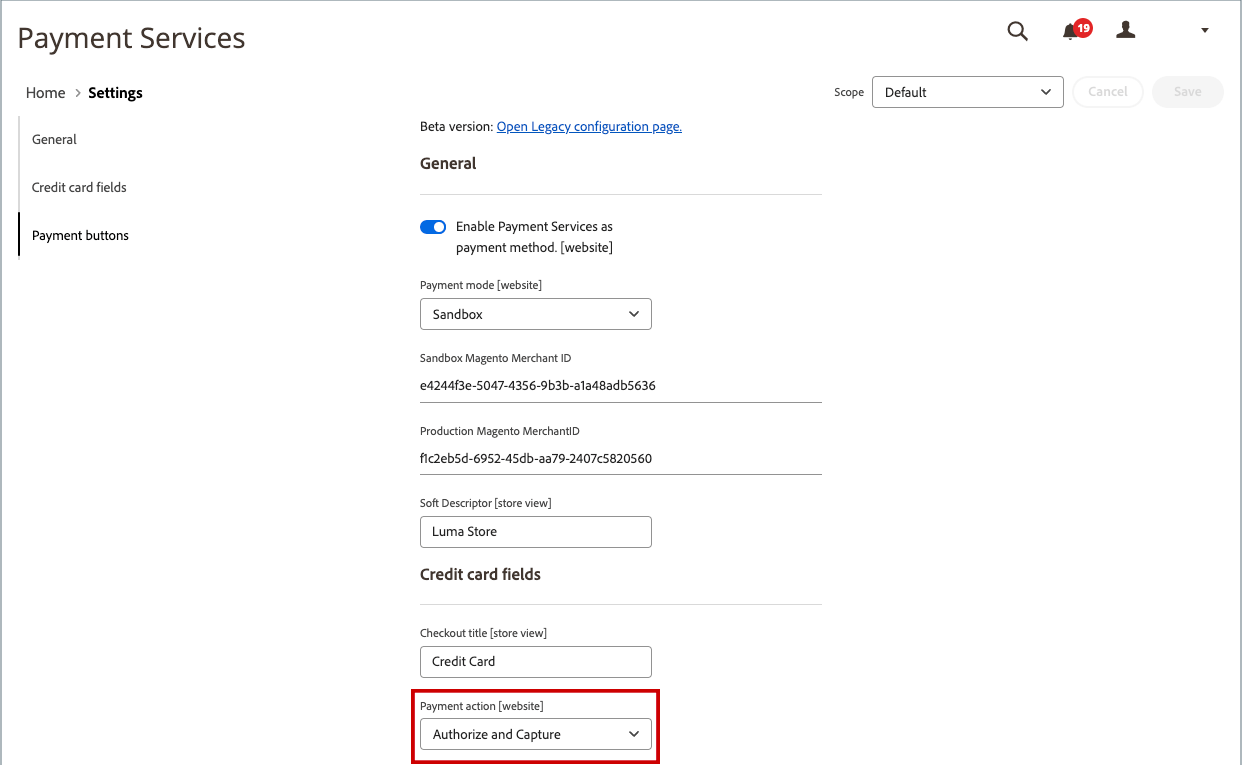 Payment Services
19
Home > Settings
Scope
Default
Cancel
Save
General
Credit card fields
Payment buttons
Beta version: Open Legacy configuration page.
General
Enable Payment Services as
payment method. [website]
Payment mode [website]
Sandbox
Sandbox Magento Merchant ID
e4244f3e-5047-4356-9b3b-a1a48adb5636
Production Magento MerchantID
f1c2eb5d-6952-45db-aa79-2407c5820560
Soft Descriptor [store view]
Luma Store
Credit card fields
Checkout title [store view]
Credit Card
Payment action [website]
Authorize and Capture